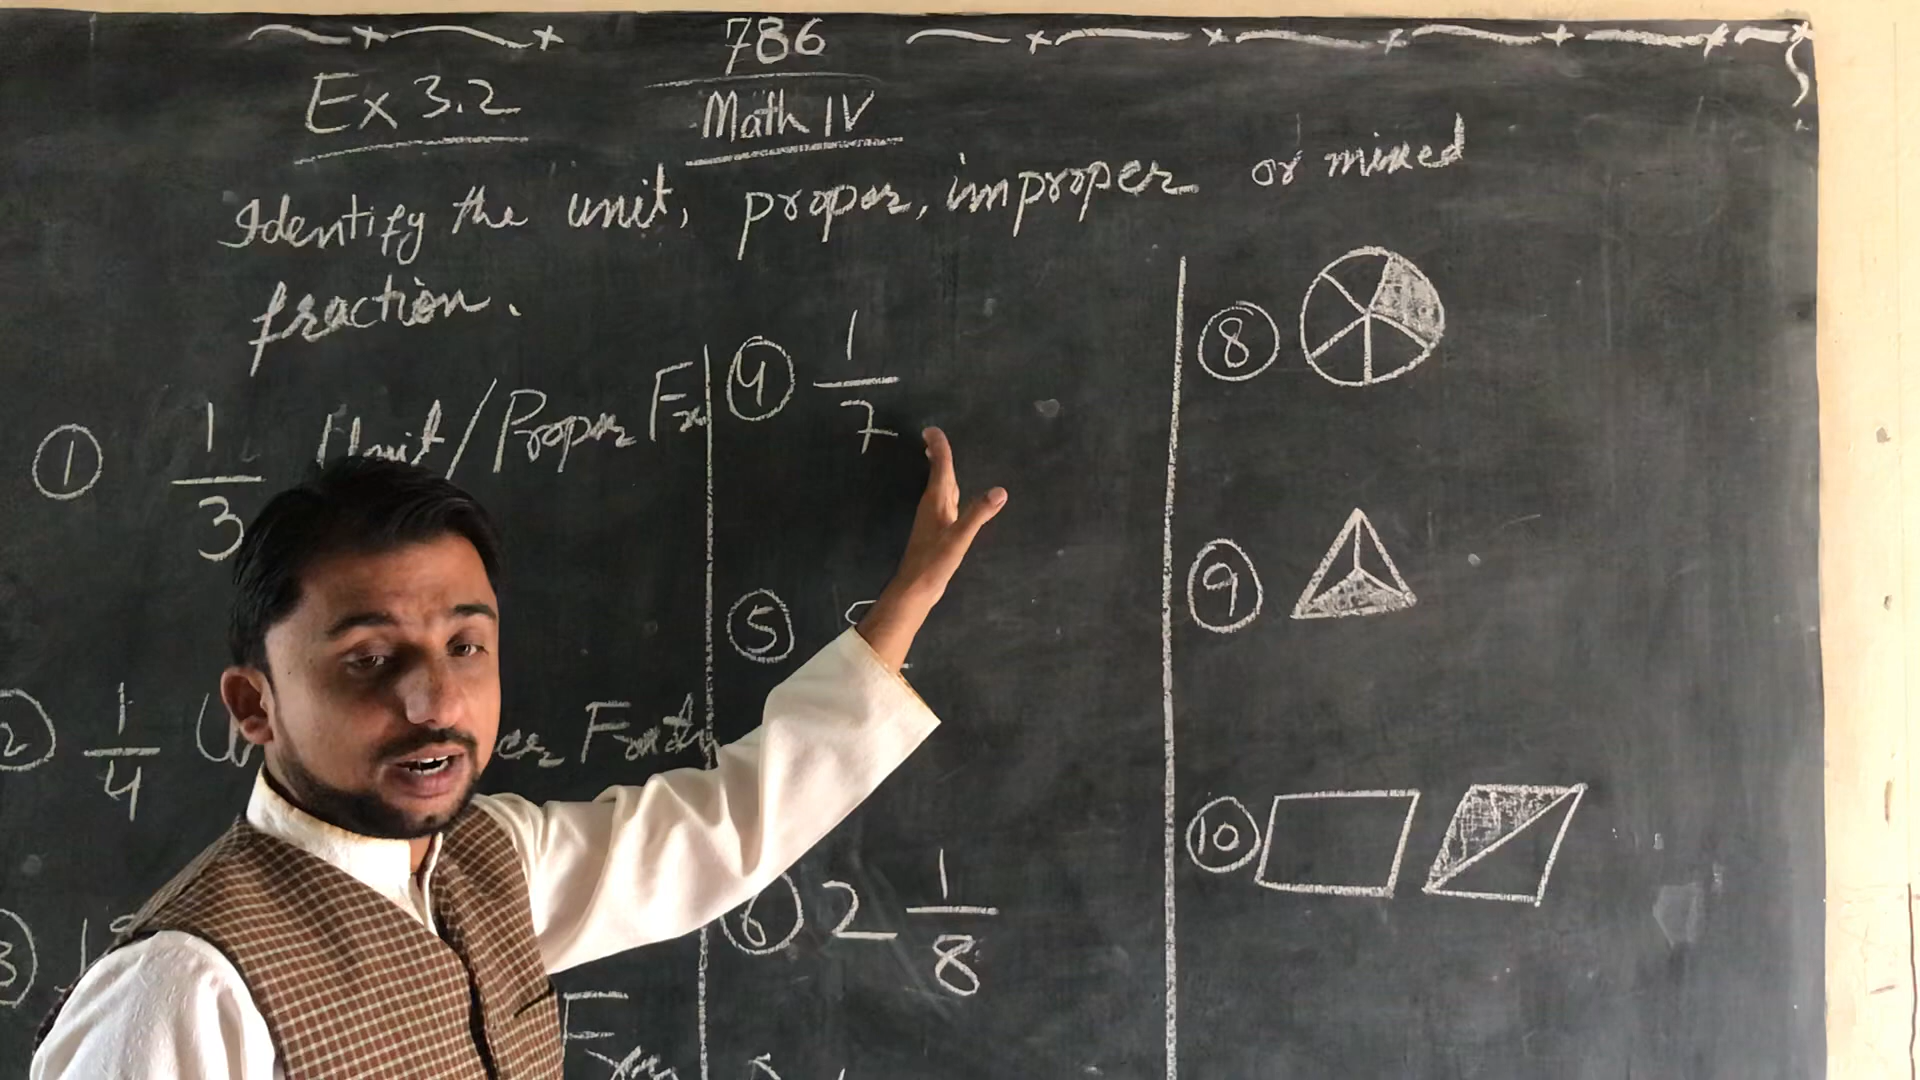 786
Ex 3.2
Math IV
Identify the unit, proper, improper or mixed
fraction.
① 1/3 Unit/Proper Fr
② 1/4
③
④ 1/7
⑤
⑥ 2 1/8
⑧
⑨
⑩